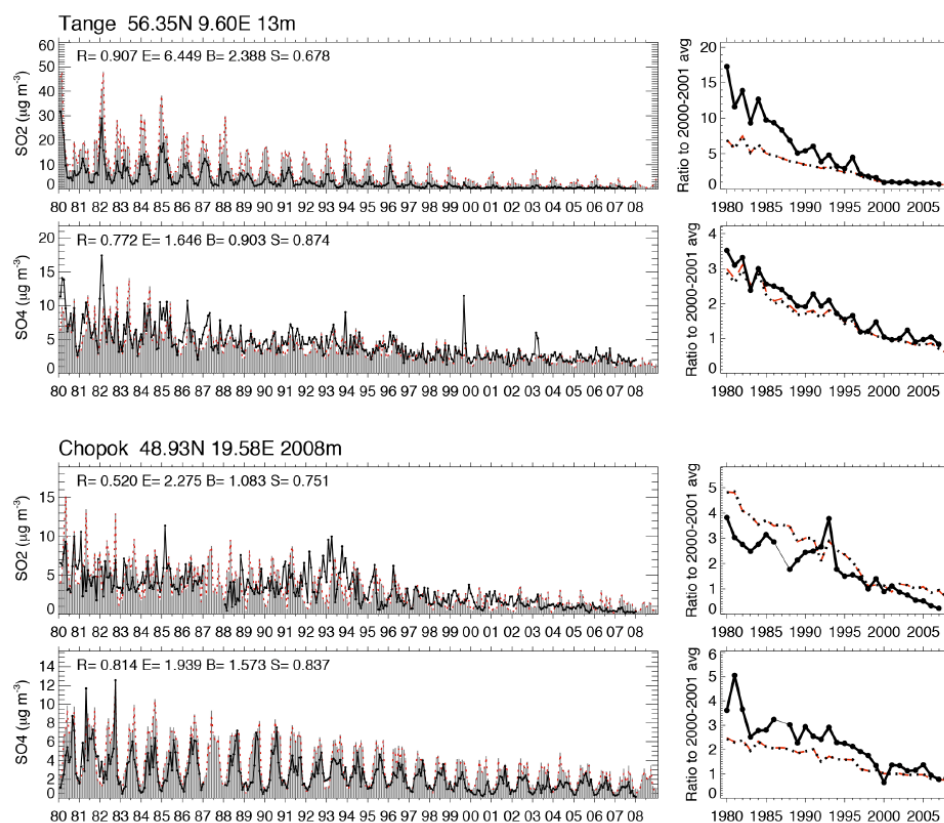 Tange 56.35N 9.60E 13m
R= 0.907 E= 6.449 B= 2.388 S= 0.678
SO2 (μg m-3)
60
50
40
30
20
10
0
80 81 82 83 84 85 86 87 88 89 90 91 92 93 94 95 96 97 98 99 00 01 02 03 04 05 06 07 08
Ratio to 2000-2001 avg
20
15
10
5
0
1980 1985 1990 1995 2000 2005
R= 0.772 E= 1.646 B= 0.903 S= 0.874
SO4 (μg m-3)
20
15
10
5
0
80 81 82 83 84 85 86 87 88 89 90 91 92 93 94 95 96 97 98 99 00 01 02 03 04 05 06 07 08
Ratio to 2000-2001 avg
4
3
2
1
0
1980 1985 1990 1995 2000 2005
Chopok 48.93N 19.58E 2008m
R= 0.520 E= 2.275 B= 1.083 S= 0.751
SO2 (μg m-3)
15
10
5
0
80 81 82 83 84 85 86 87 88 89 90 91 92 93 94 95 96 97 98 99 00 01 02 03 04 05 06 07 08
Ratio to 2000-2001 avg
5
4
3
2
1
0
1980 1985 1990 1995 2000 2005
R= 0.814 E= 1.939 B= 1.573 S= 0.837
SO4 (μg m-3)
14
12
10
8
6
4
2
0
80 81 82 83 84 85 86 87 88 89 90 91 92 93 94 95 96 97 98 99 00 01 02 03 04 05 06 07 08
Ratio to 2000-2001 avg
6
5
4
3
2
1
0
1980 1985 1990 1995 2000 2005